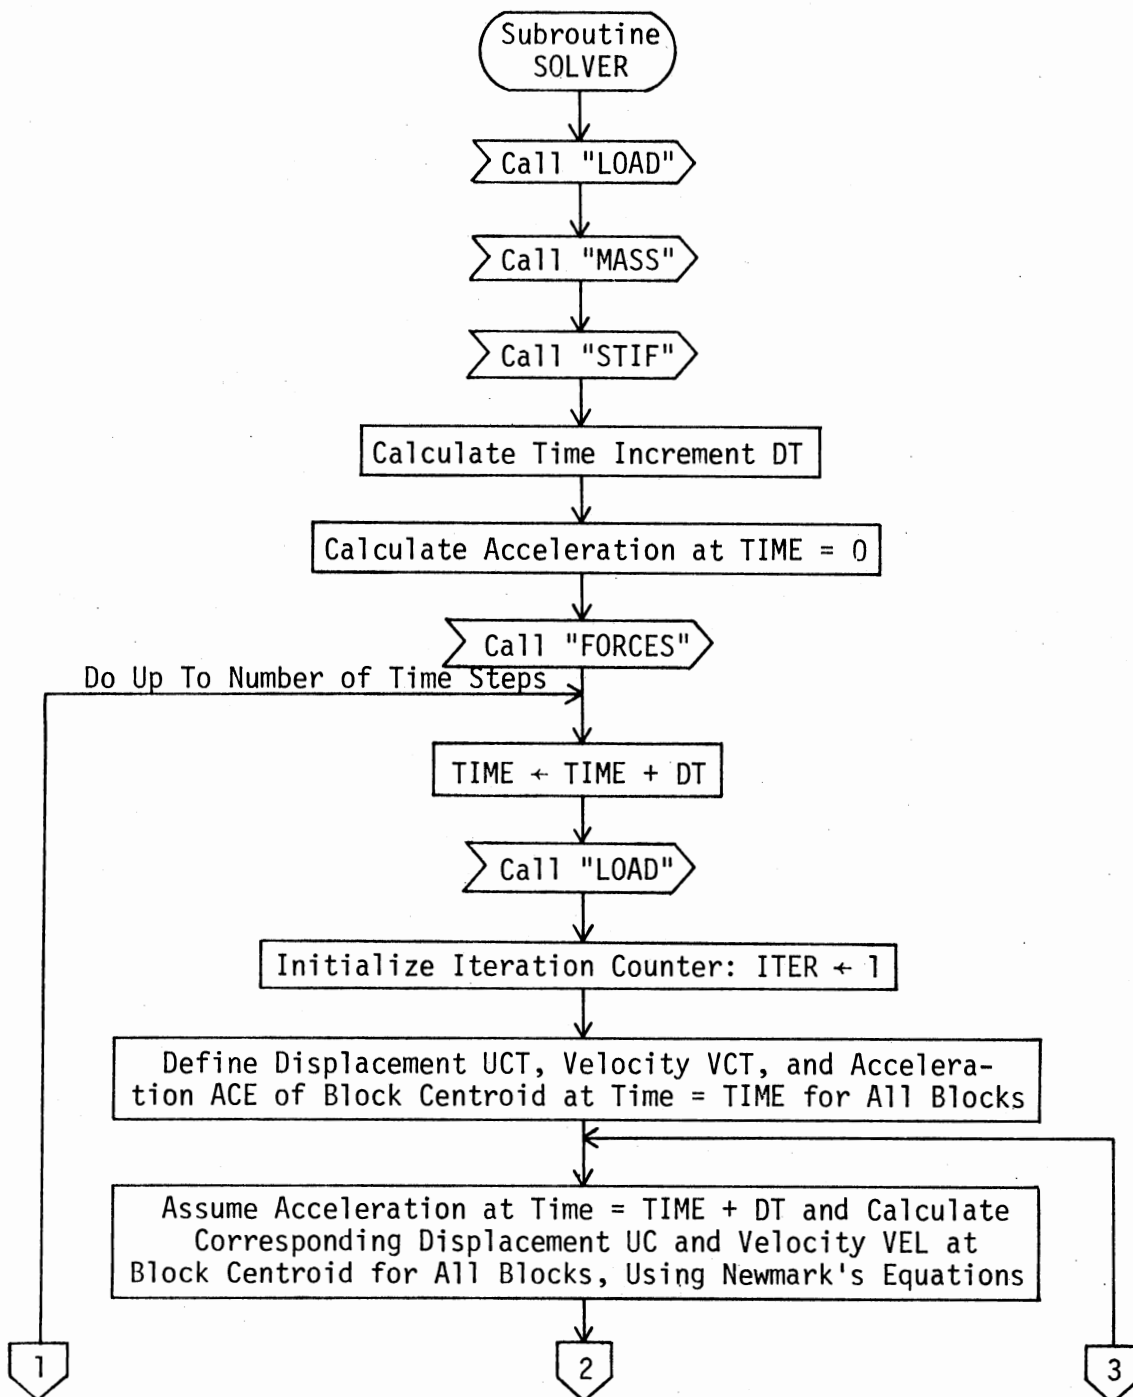 Subroutine
SOLVER
Call "LOAD"
Call "MASS"
Call "STIF"
Calculate Time Increment DT
Calculate Acceleration at TIME = 0
Call "FORCES"
Do Up To Number of Time Steps
TIME ← TIME + DT
Call "LOAD"
Initialize Iteration Counter: ITER ← 1
Define Displacement UCT, Velocity VCT, and Accelera-
tion ACE of Block Centroid at Time = TIME for All Blocks
Assume Acceleration at Time = TIME + DT and Calculate
Corresponding Displacement UC and Velocity VEL at
Block Centroid for All Blocks, Using Newmark's Equations
1
2
3